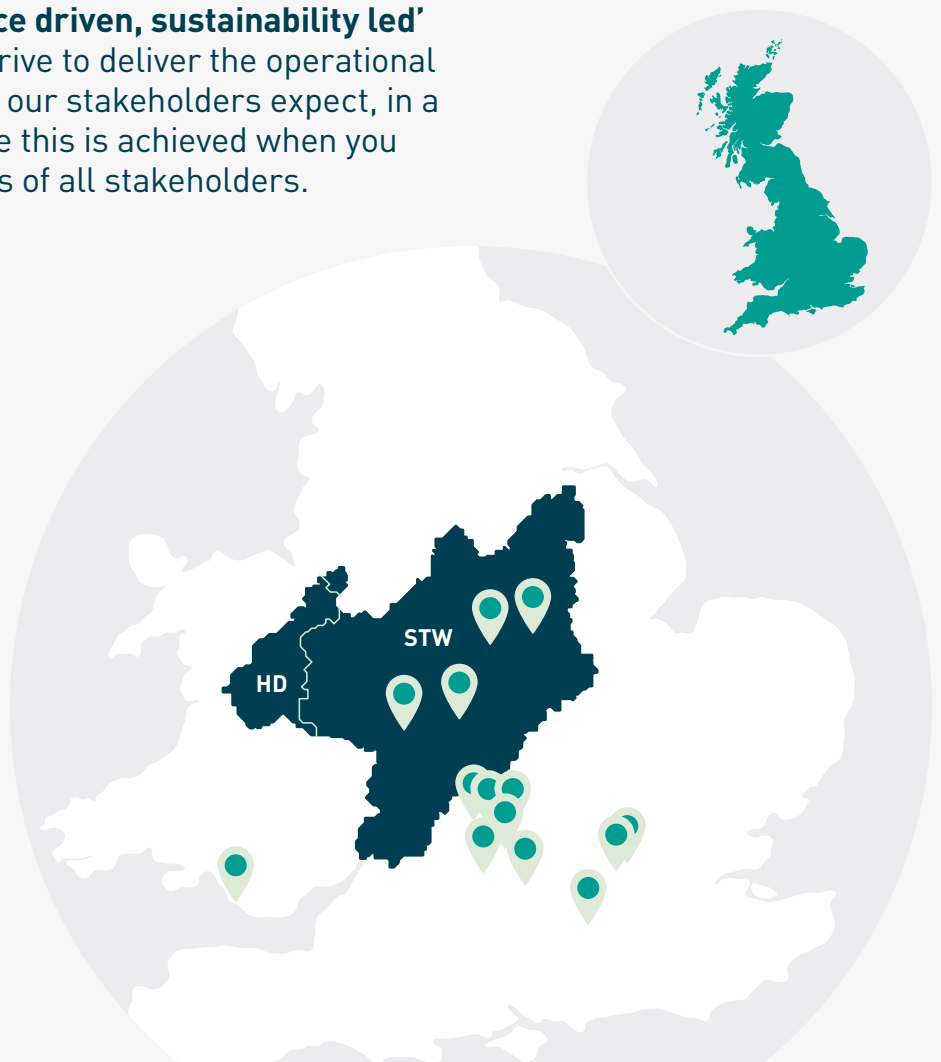 ce driven, sustainability led’
rive to deliver the operational
our stakeholders expect, in a
e this is achieved when you
s of all stakeholders.
STW
HD